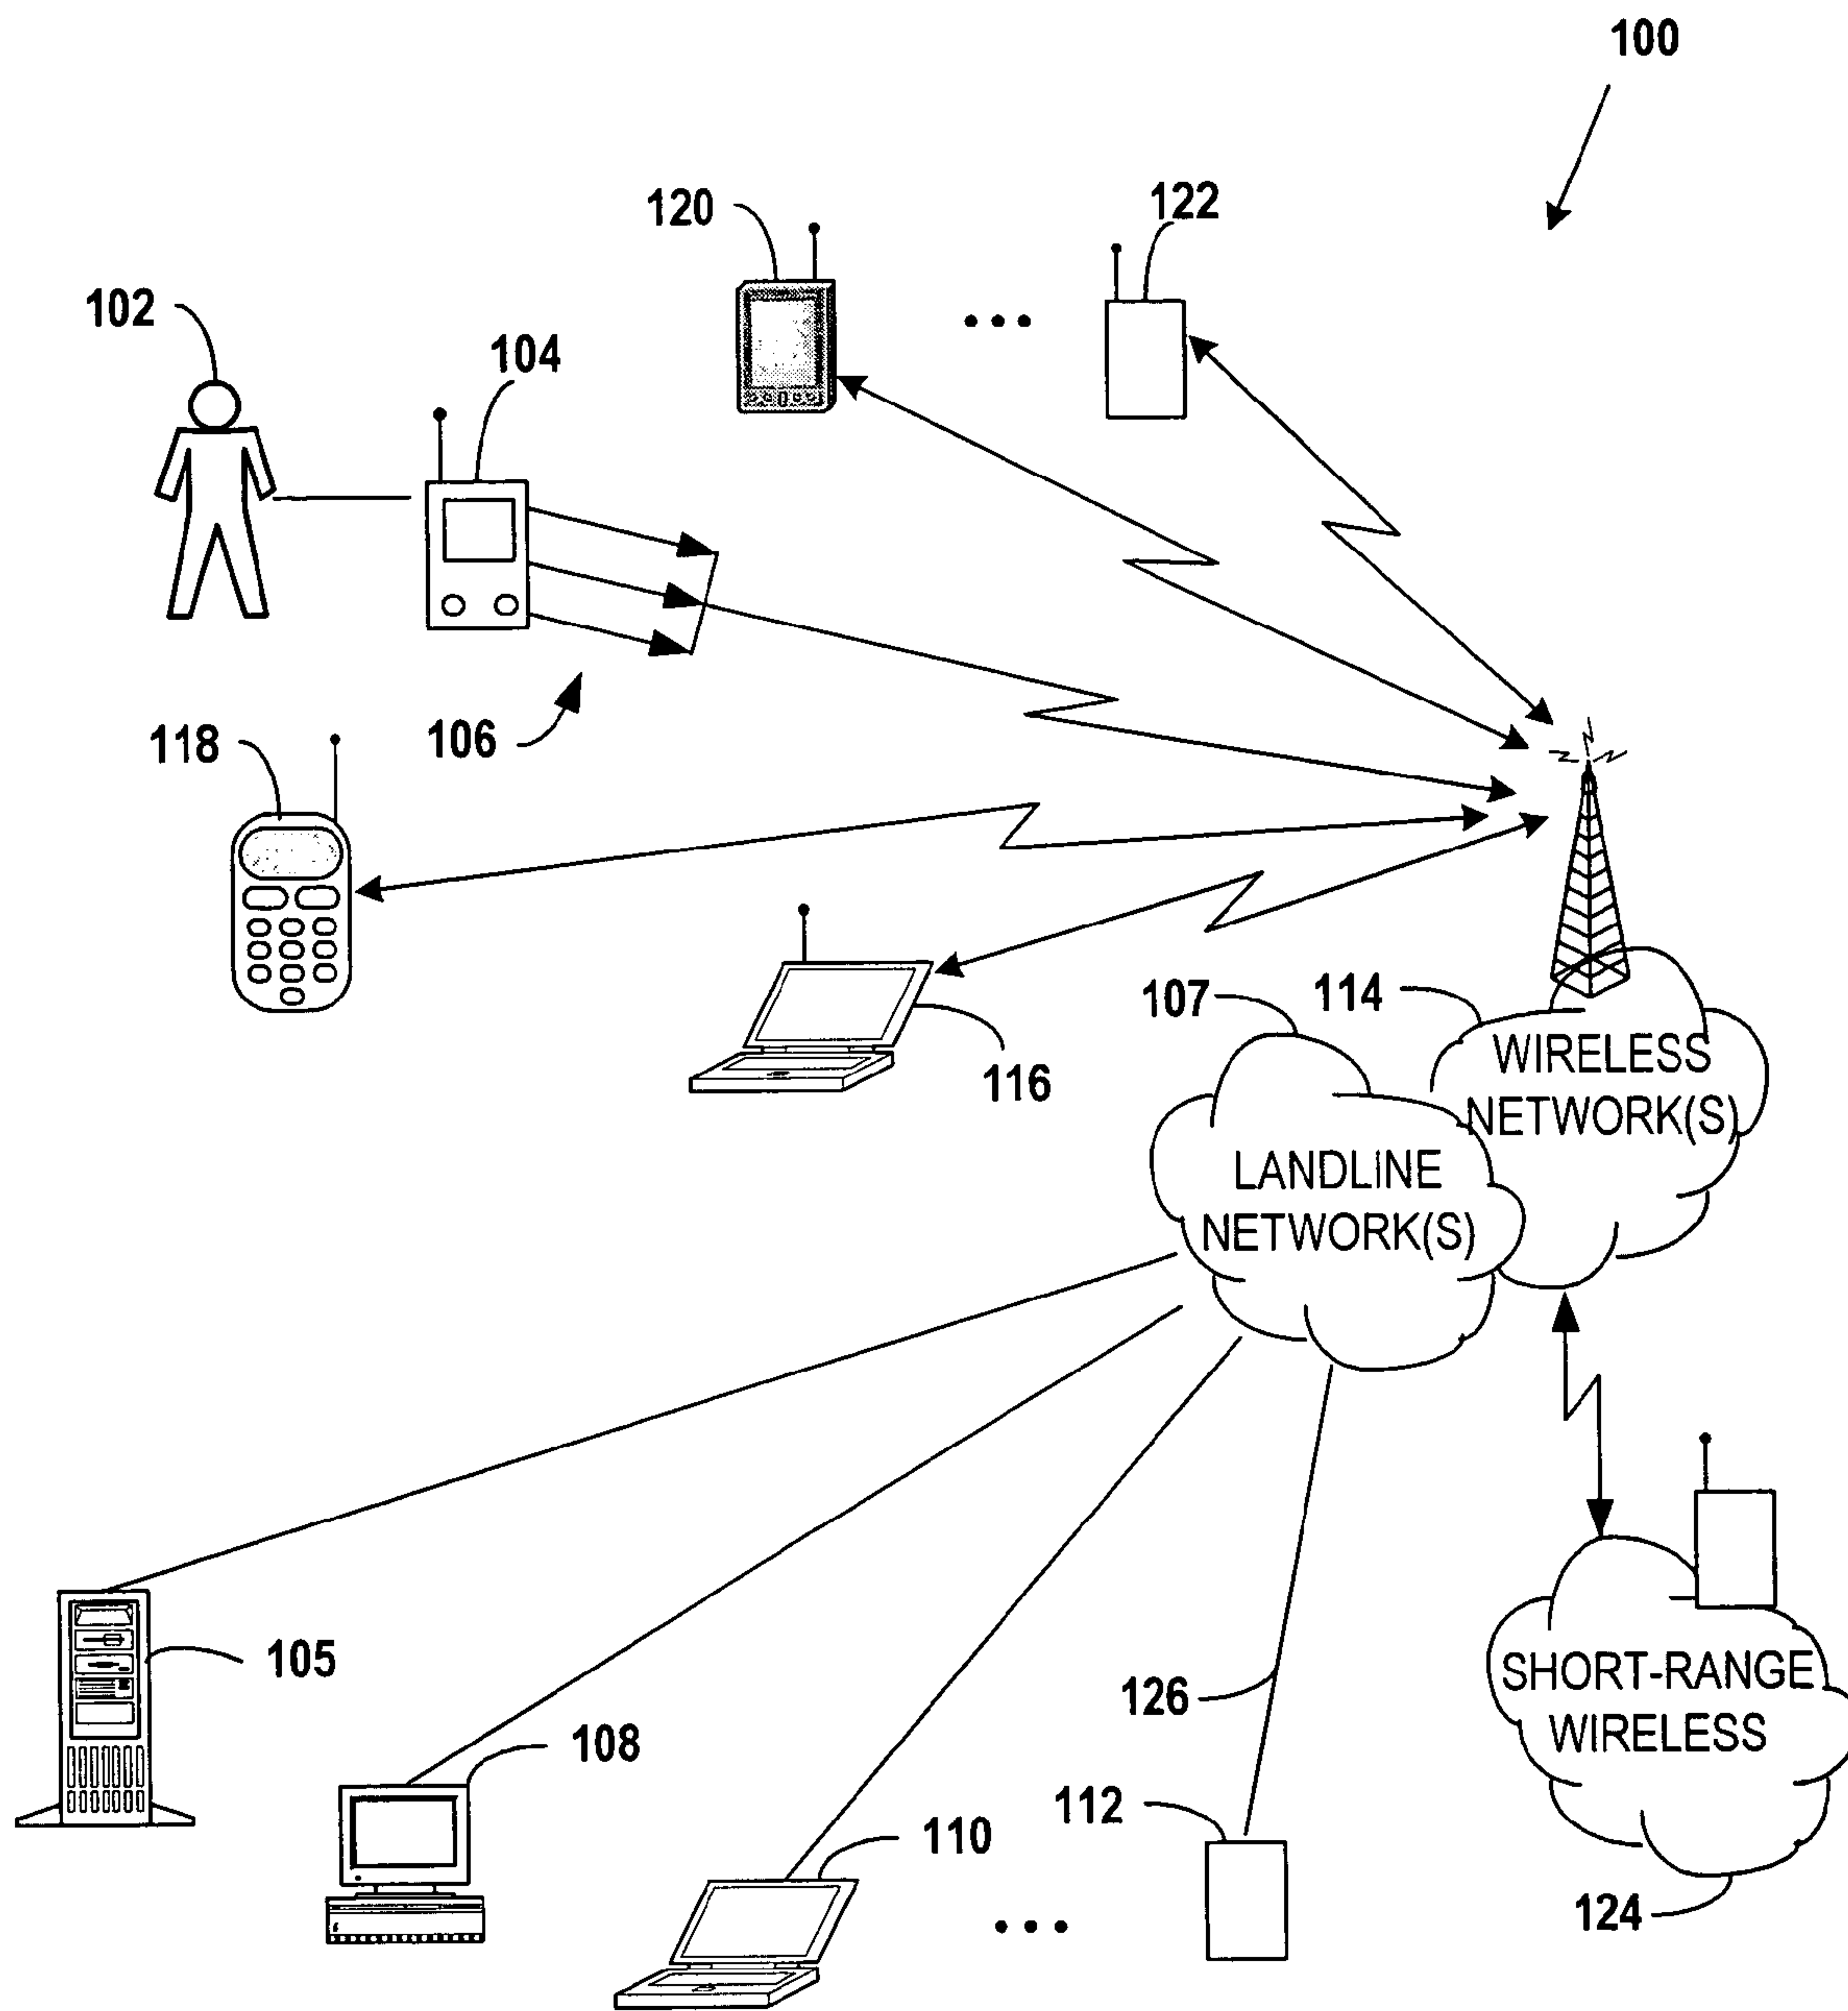 100
120
122
102
104
106
118
107
114
WIRELESS
NETWORK(S)
116
LANDLINE
NETWORK(S)
105
126
SHORT-RANGE
WIRELESS
108
112
110
124